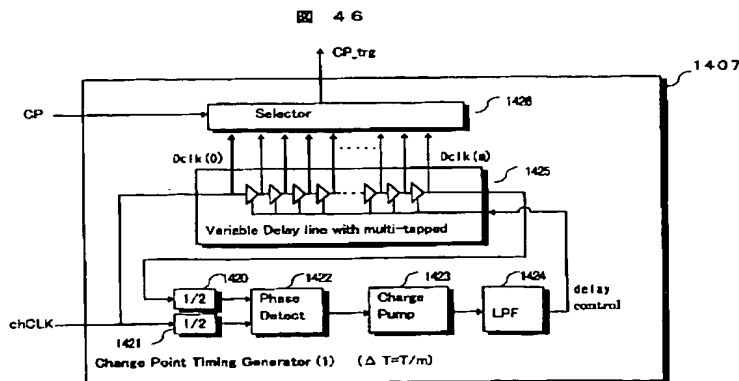 図 46
CP_trg
1407
CP
Selector
1426
Dclk(0)
Dclk(m)
1425
Variable Delay line with multi-tapped
1420
1422
1423
1424
1/2
Phase Detect
Charge Pump
LPF
delay control
chCLK
1/2
1421
Change Point Timing Generator (1) (Δ T=T/m)